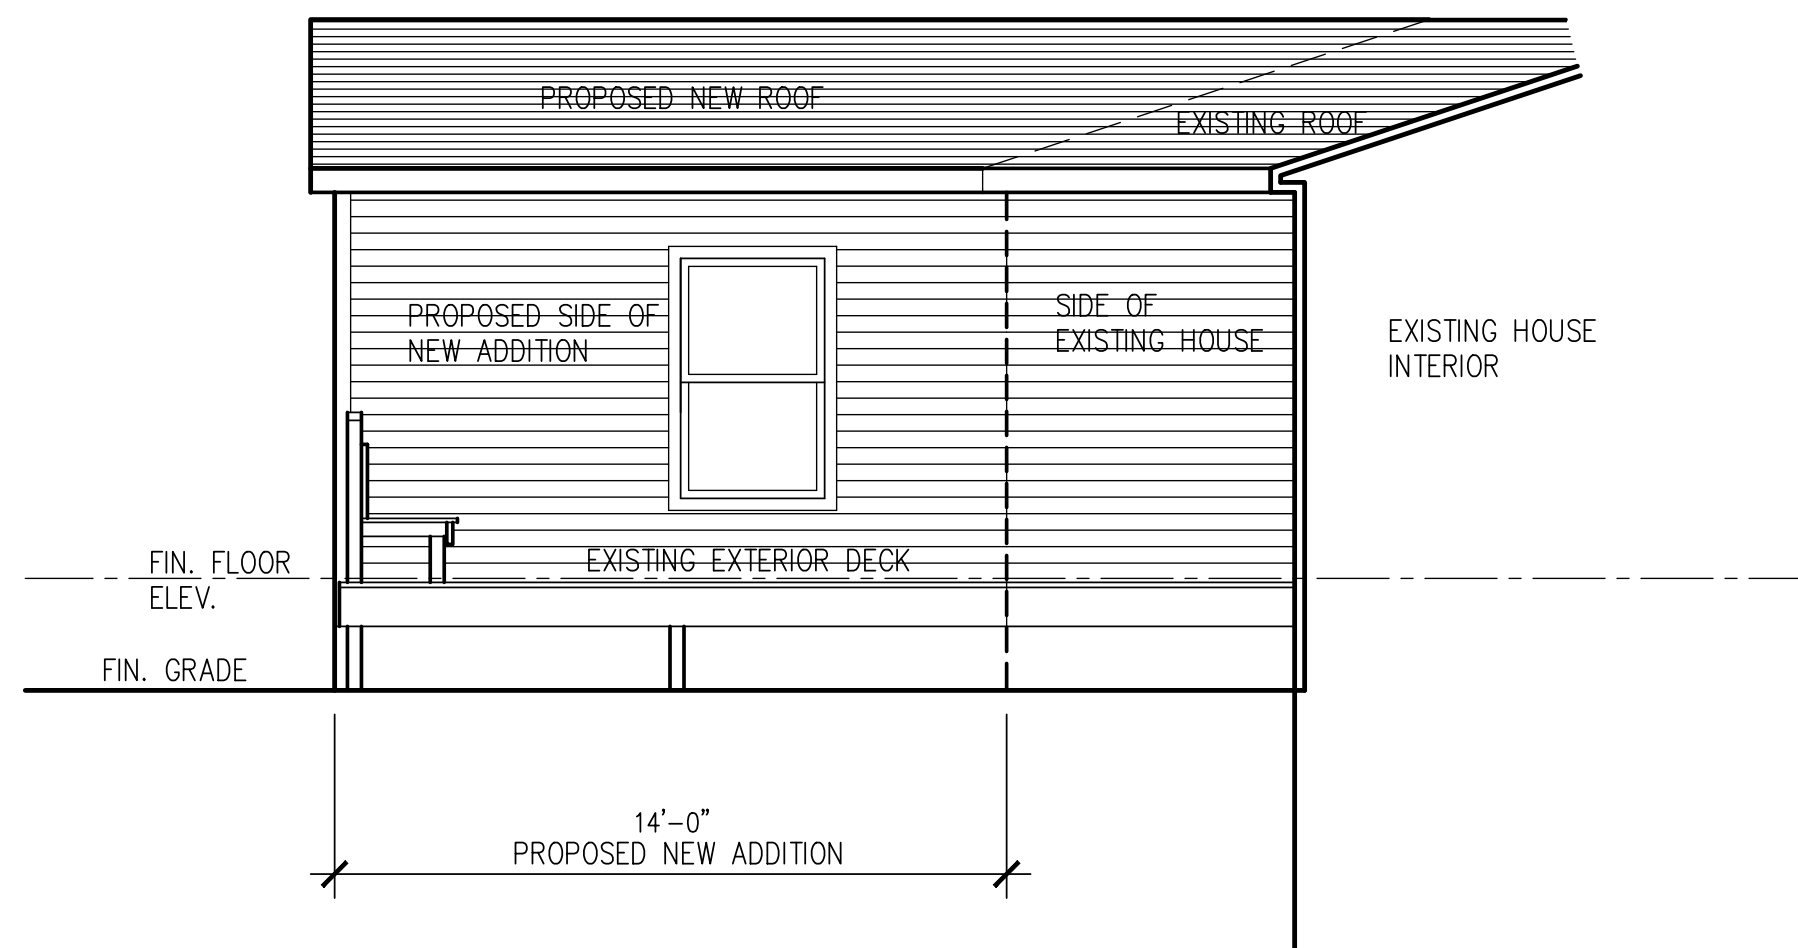 PROPOSED NEW ROOF
EXISTING ROOF
PROPOSED SIDE OF
NEW ADDITION
SIDE OF
EXISTING HOUSE
EXISTING HOUSE
INTERIOR
FIN. FLOOR
ELEV.
EXISTING EXTERIOR DECK
FIN. GRADE
14'-0"
PROPOSED NEW ADDITION